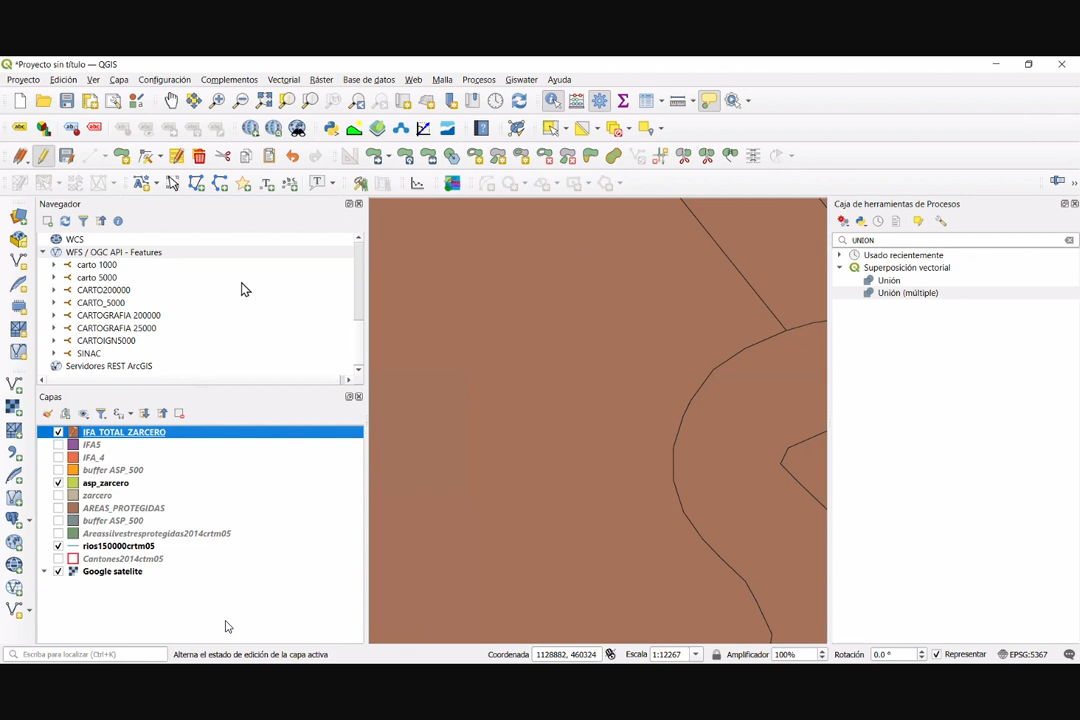 *Proyecto sin título — QGIS
Proyecto Edición Ver Capa Configuración Complementos Vectorial Ráster Base de datos Web Malla Procesos Giswater Ayuda
Navegador
WCS
WFS / OGC API - Features
carto 1000
carto 5000
CARTO200000
CARTO_5000
CARTOGRAFIA 200000
CARTOGRAFIA 25000
CARTOIGN5000
SINAC
Servidores REST ArcGIS
Capas
IFA_TOTAL_ZARCERO
IFA5
IFA_4
buffer ASP_500
asp_zarcero
zarcero
AREAS_PROTEGIDAS
buffer ASP_500
Areassilvestresprotegidas2014crtm05
rios150000crtm05
Cantones2014ctm05
Google satelite
Caja de herramientas de Procesos
UNION
Usado recientemente
Superposición vectorial
Unión
Unión (múltiple)
Escriba para localizar (Ctrl+K) Alterna el estado de edición de la capa activa Coordenada 1128882, 460324 Escala 1:12267 Amplificador 100% Rotación 0.0 ° Representar EPSG:5367